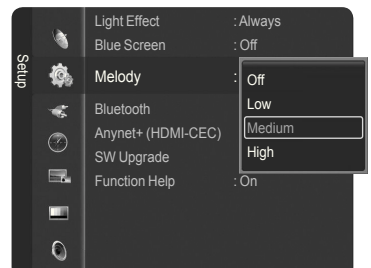 Setup
Light Effect : Always
Blue Screen : Off
Melody :
Off
Low
Medium
High
Bluetooth
Anynet+ (HDMI-CEC)
SW Upgrade
Function Help : On